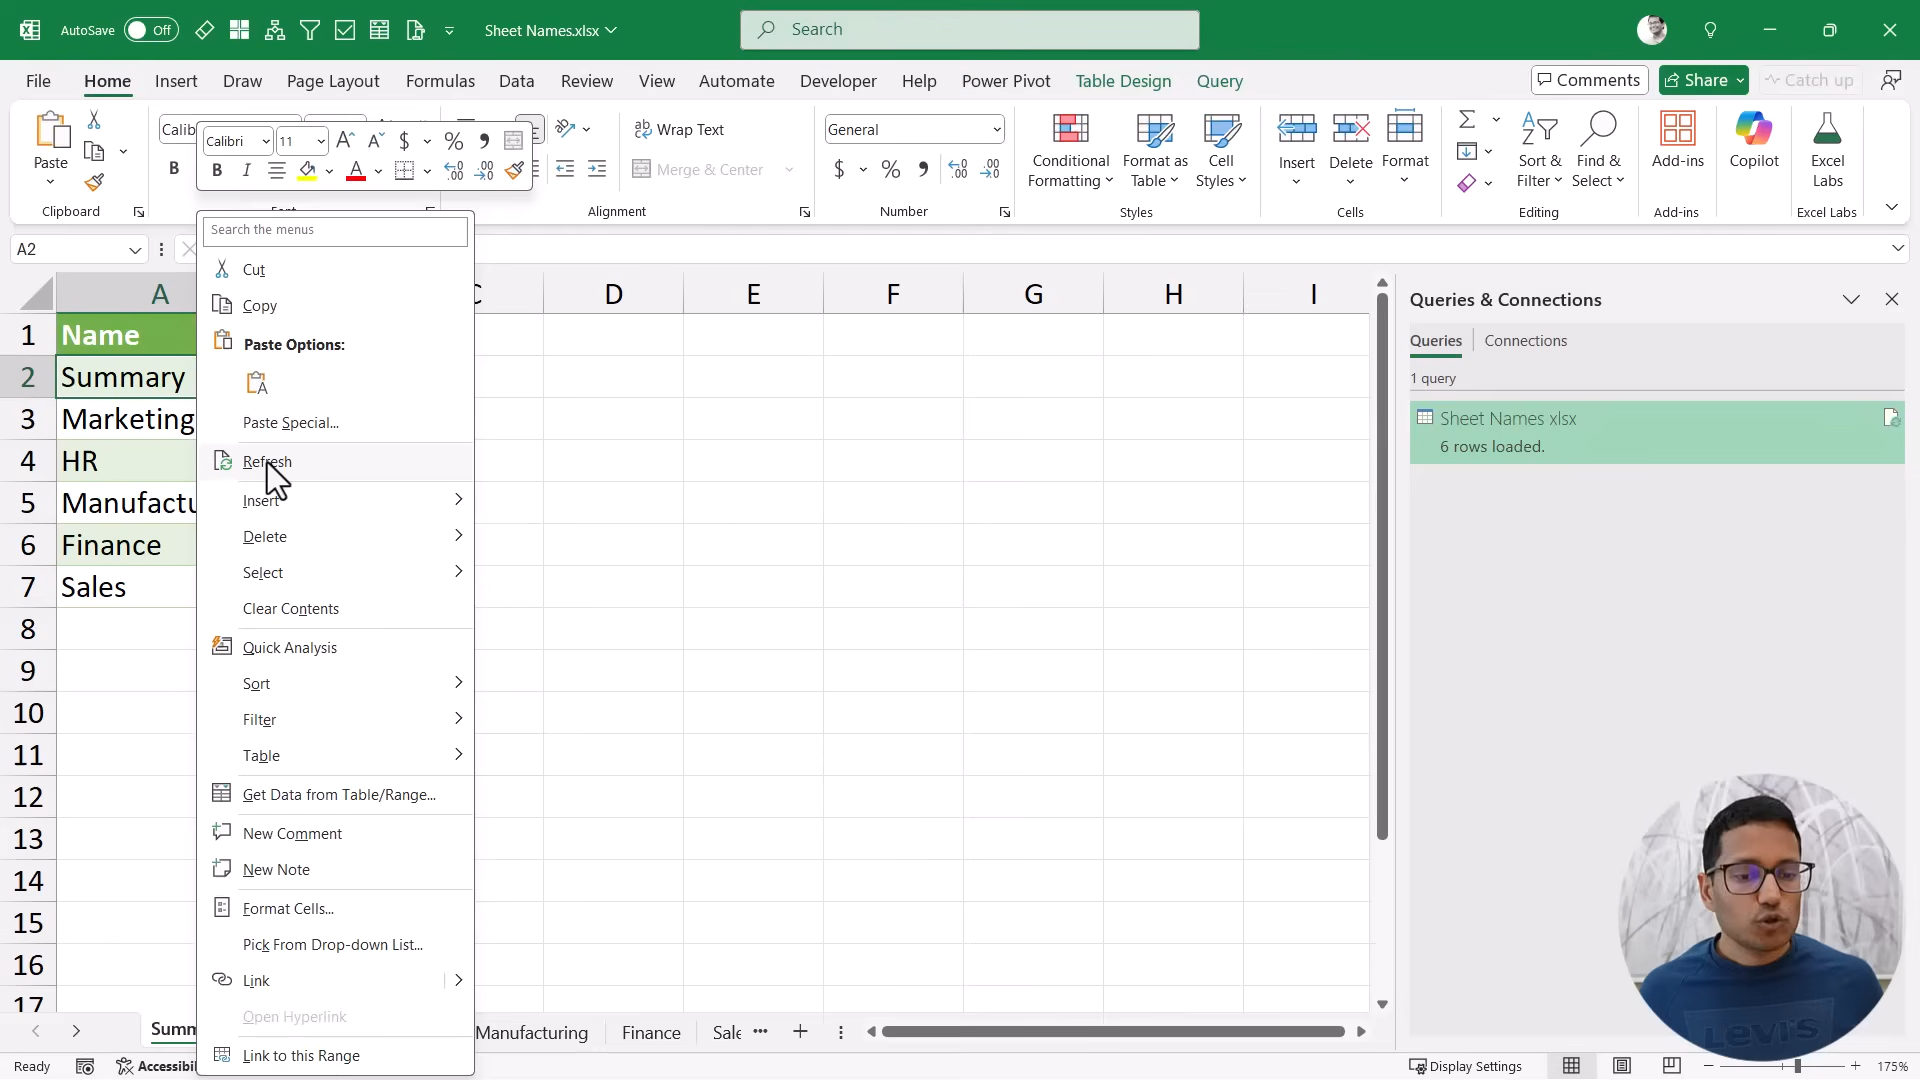 AutoSave Off Sheet Names.xlsx Search
File Home Insert Draw Page Layout Formulas Data Review View Automate Developer Help Power Pivot Table Design Query Comments Share Catch up
Calib Wrap Text General
Calibri 11 $ % 9
Paste B Merge & Center $ % 9 Conditional Formatting Format as Table Cell Styles Insert Delete Format Sort & Filter Find & Select Add-ins Copilot Excel Labs
B I A
Clipboard Alignment Number Styles Cells Editing Add-ins Excel Labs
A2
Search the menus
Cut
Copy
Paste Options:
Paste Special...
Refresh
Insert
Delete
Select
Clear Contents
Quick Analysis
Sort
Filter
Table
Get Data from Table/Range...
New Comment
New Note
Format Cells...
Pick From Drop-down List...
Link
Open Hyperlink
Link to this Range
A D E F G H I
1 Name
2 Summary
3 Marketing
4 HR
5 Manufactu
6 Finance
7 Sales
8
9
10
11
12
13
14
15
16
17
Queries & Connections
Queries Connections
1 query
Sheet Names xlsx
6 rows loaded.
Levi's
Summ Manufacturing Finance Sale
Ready Accessibil Display Settings 175%